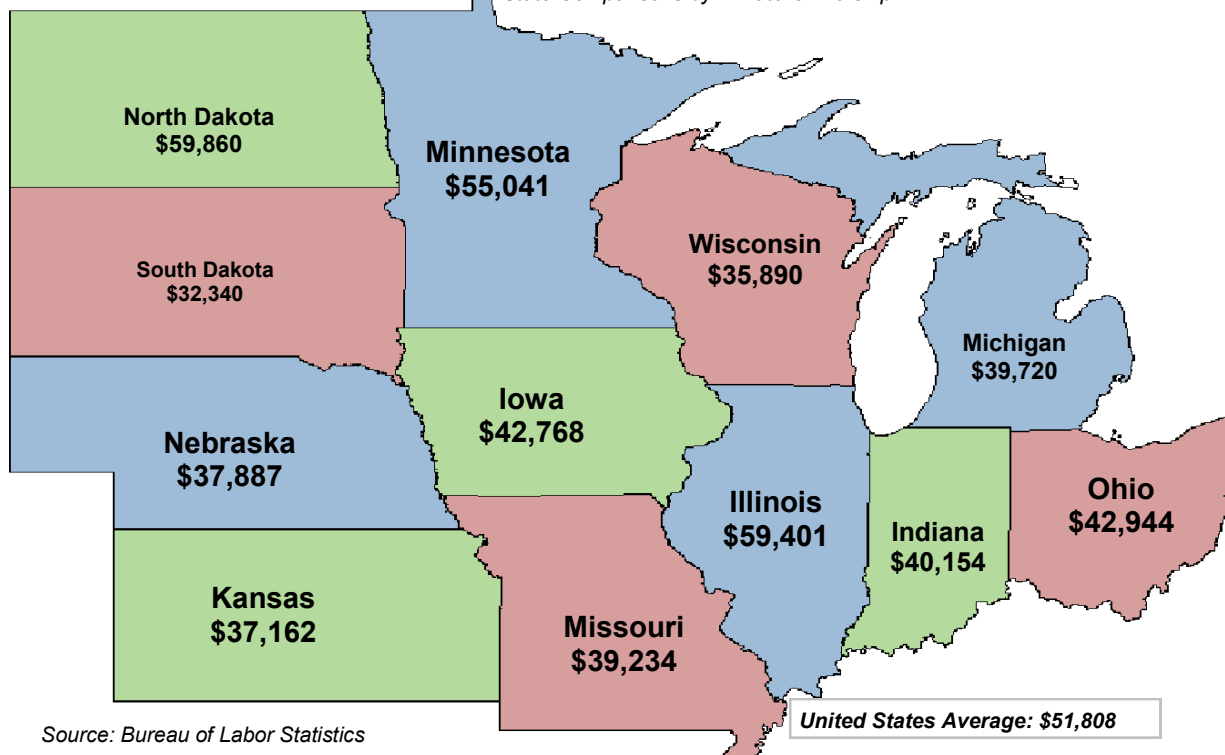 North Dakota
$59,860
Minnesota
$55,041
Wisconsin
$35,890
South Dakota
$32,340
Michigan
$39,720
Iowa
$42,768
Nebraska
$37,887
Illinois
$59,401
Ohio
$42,944
Indiana
$40,154
Kansas
$37,162
Missouri
$39,234
United States Average: $51,808
Source: Bureau of Labor Statistics